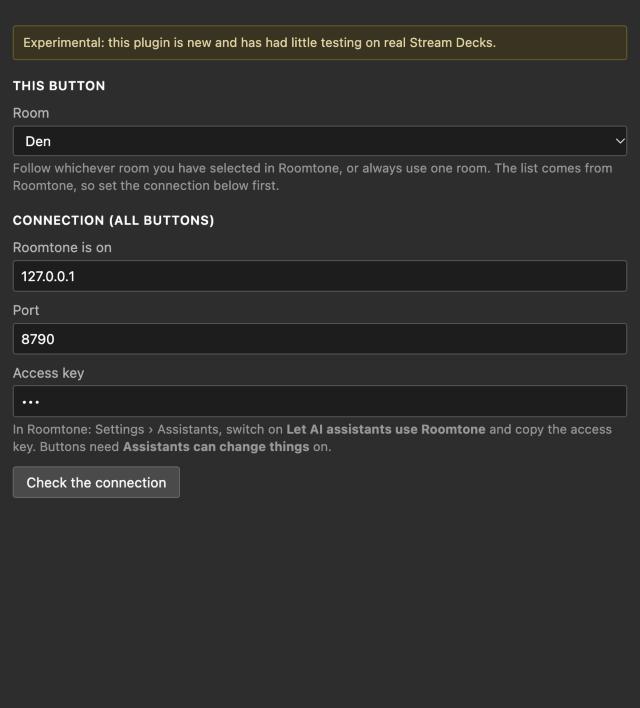 Experimental: this plugin is new and has had little testing on real Stream Decks.
THIS BUTTON
Room
Den
Follow whichever room you have selected in Roomtone, or always use one room. The list comes from
Roomtone, so set the connection below first.
CONNECTION (ALL BUTTONS)
Roomtone is on
127.0.0.1
Port
8790
Access key
•••
In Roomtone: Settings › Assistants, switch on Let AI assistants use Roomtone and copy the access
key. Buttons need Assistants can change things on.
Check the connection